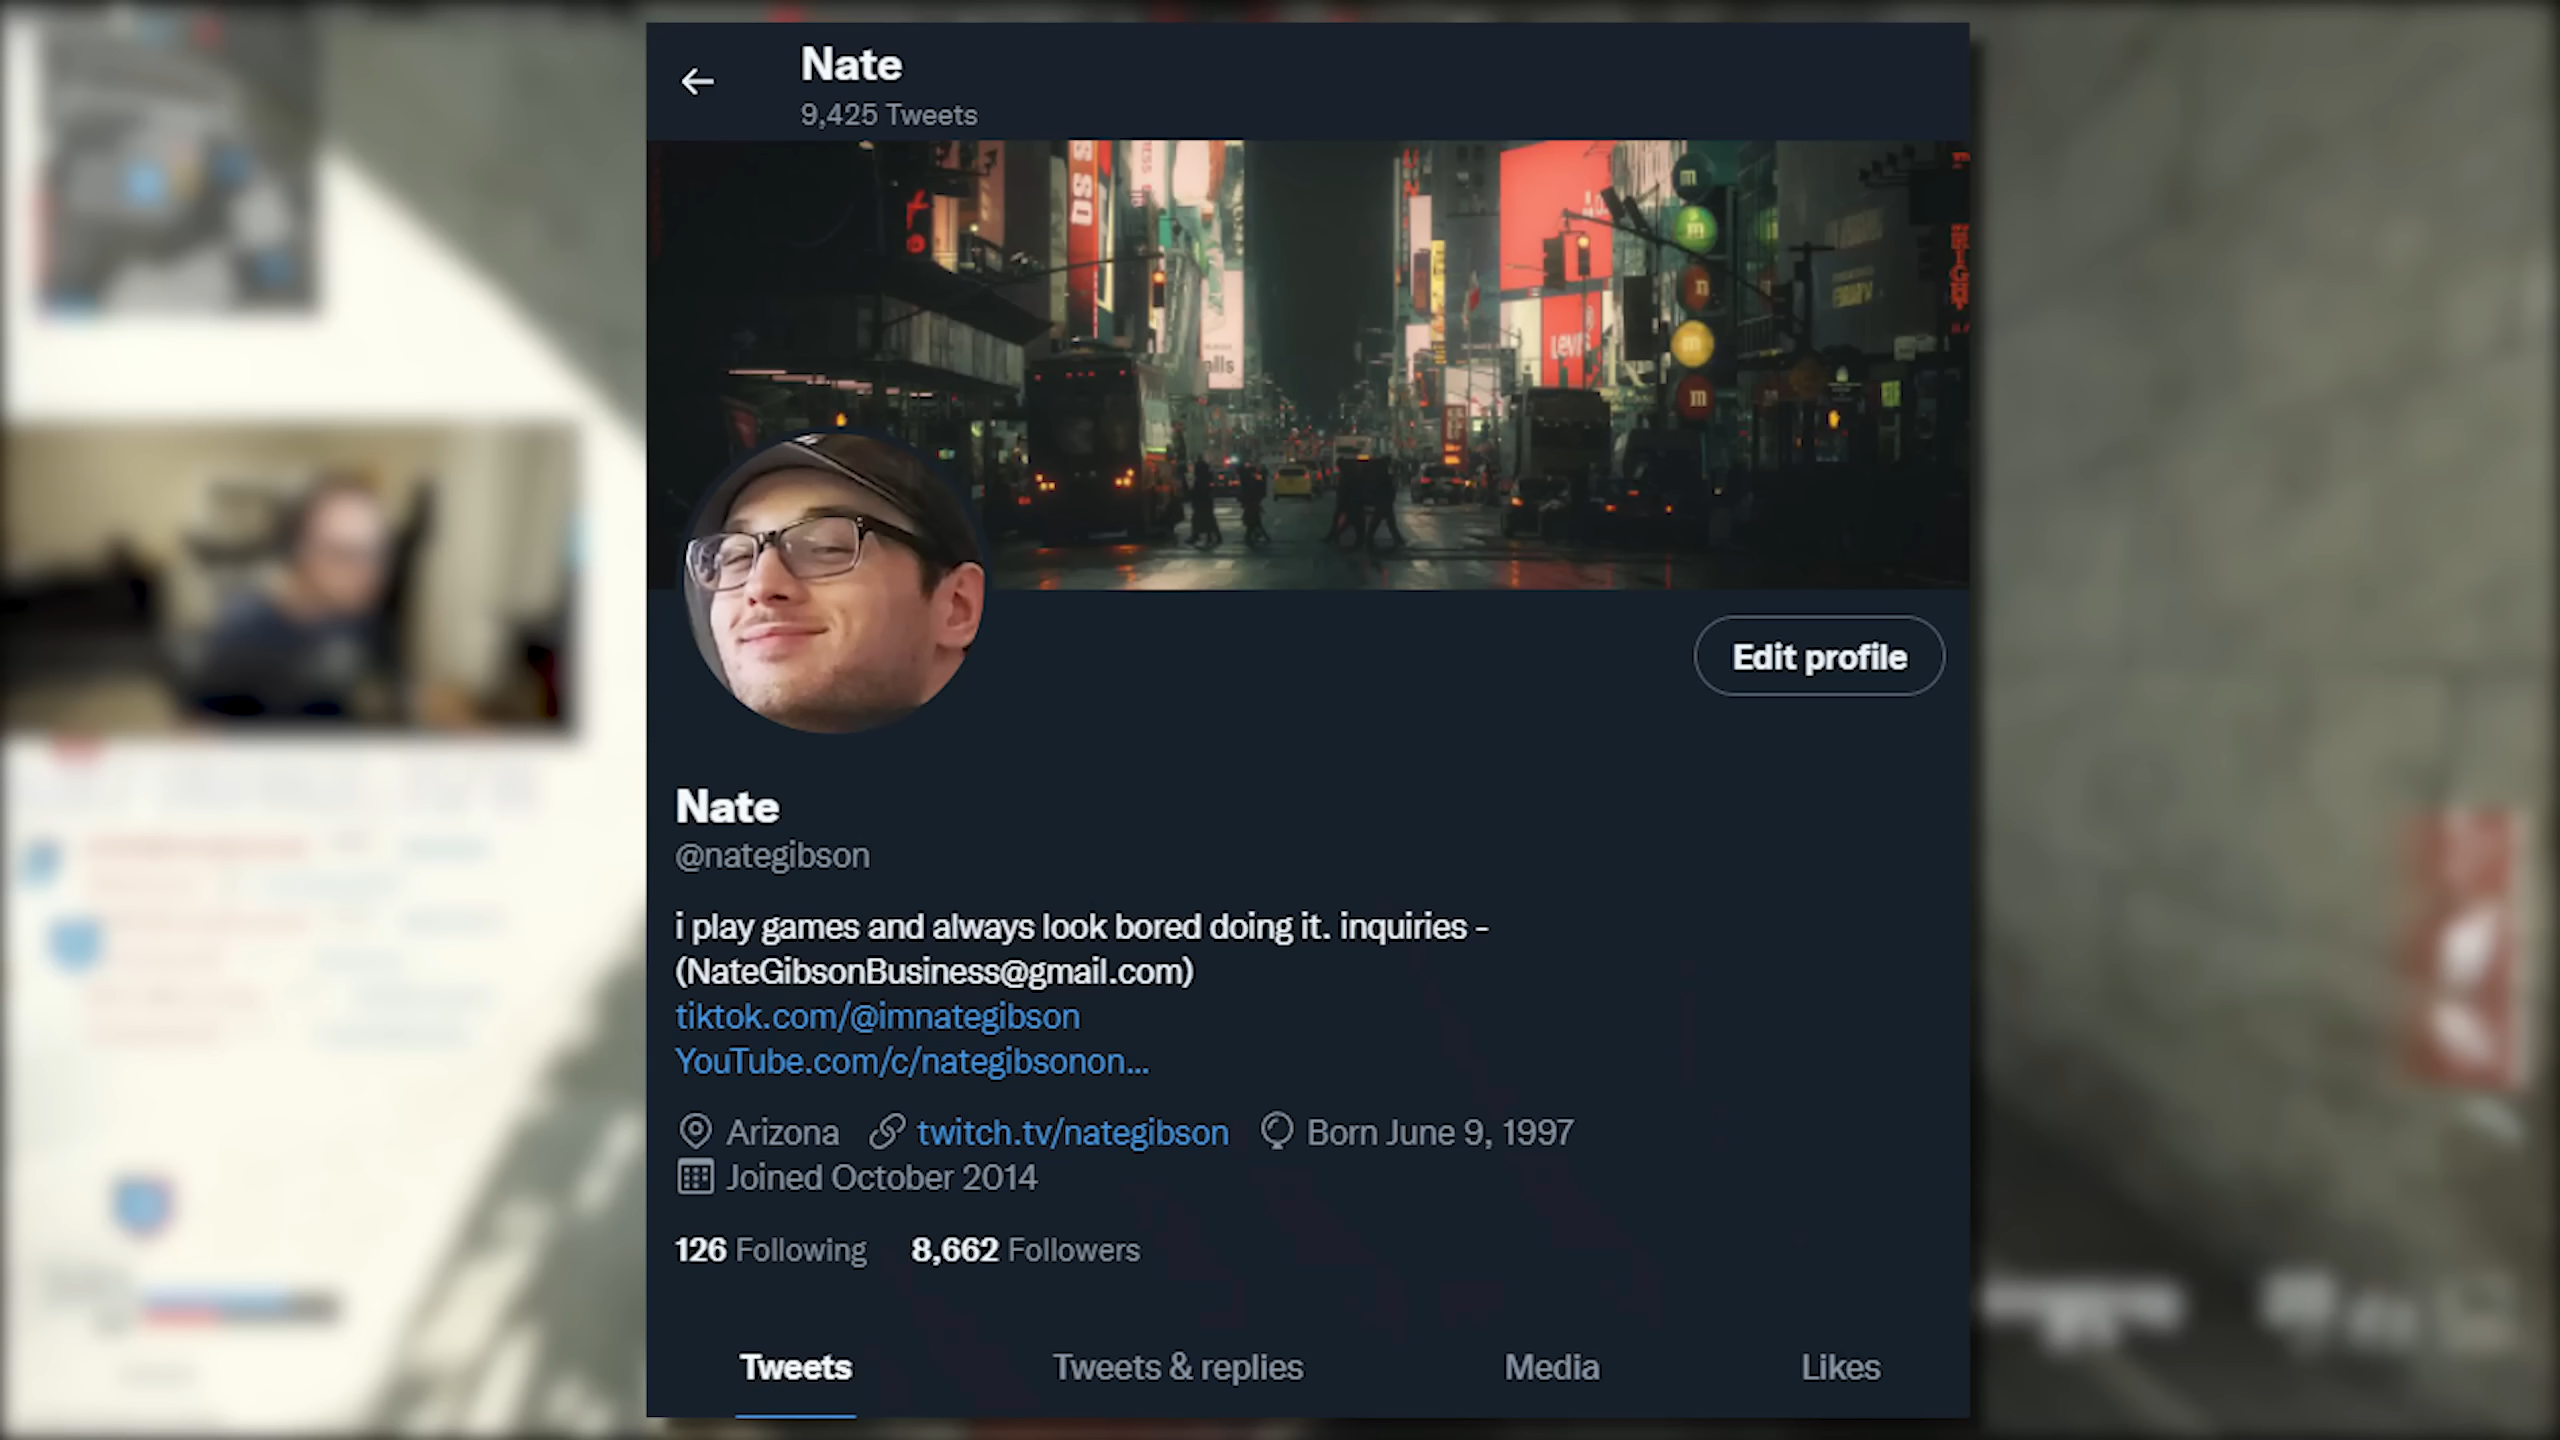 Nate
9,425 Tweets
Levi's
alls
m
m
m
m
m
Edit profile
Nate
@nategibson
i play games and always look bored doing it. inquiries -
(NateGibsonBusiness@gmail.com)
tiktok.com/@imnategibson
YouTube.com/c/nategibsonon...
Arizona twitch.tv/nategibson Born June 9, 1997
Joined October 2014
126 Following 8,662 Followers
Tweets Tweets & replies Media Likes